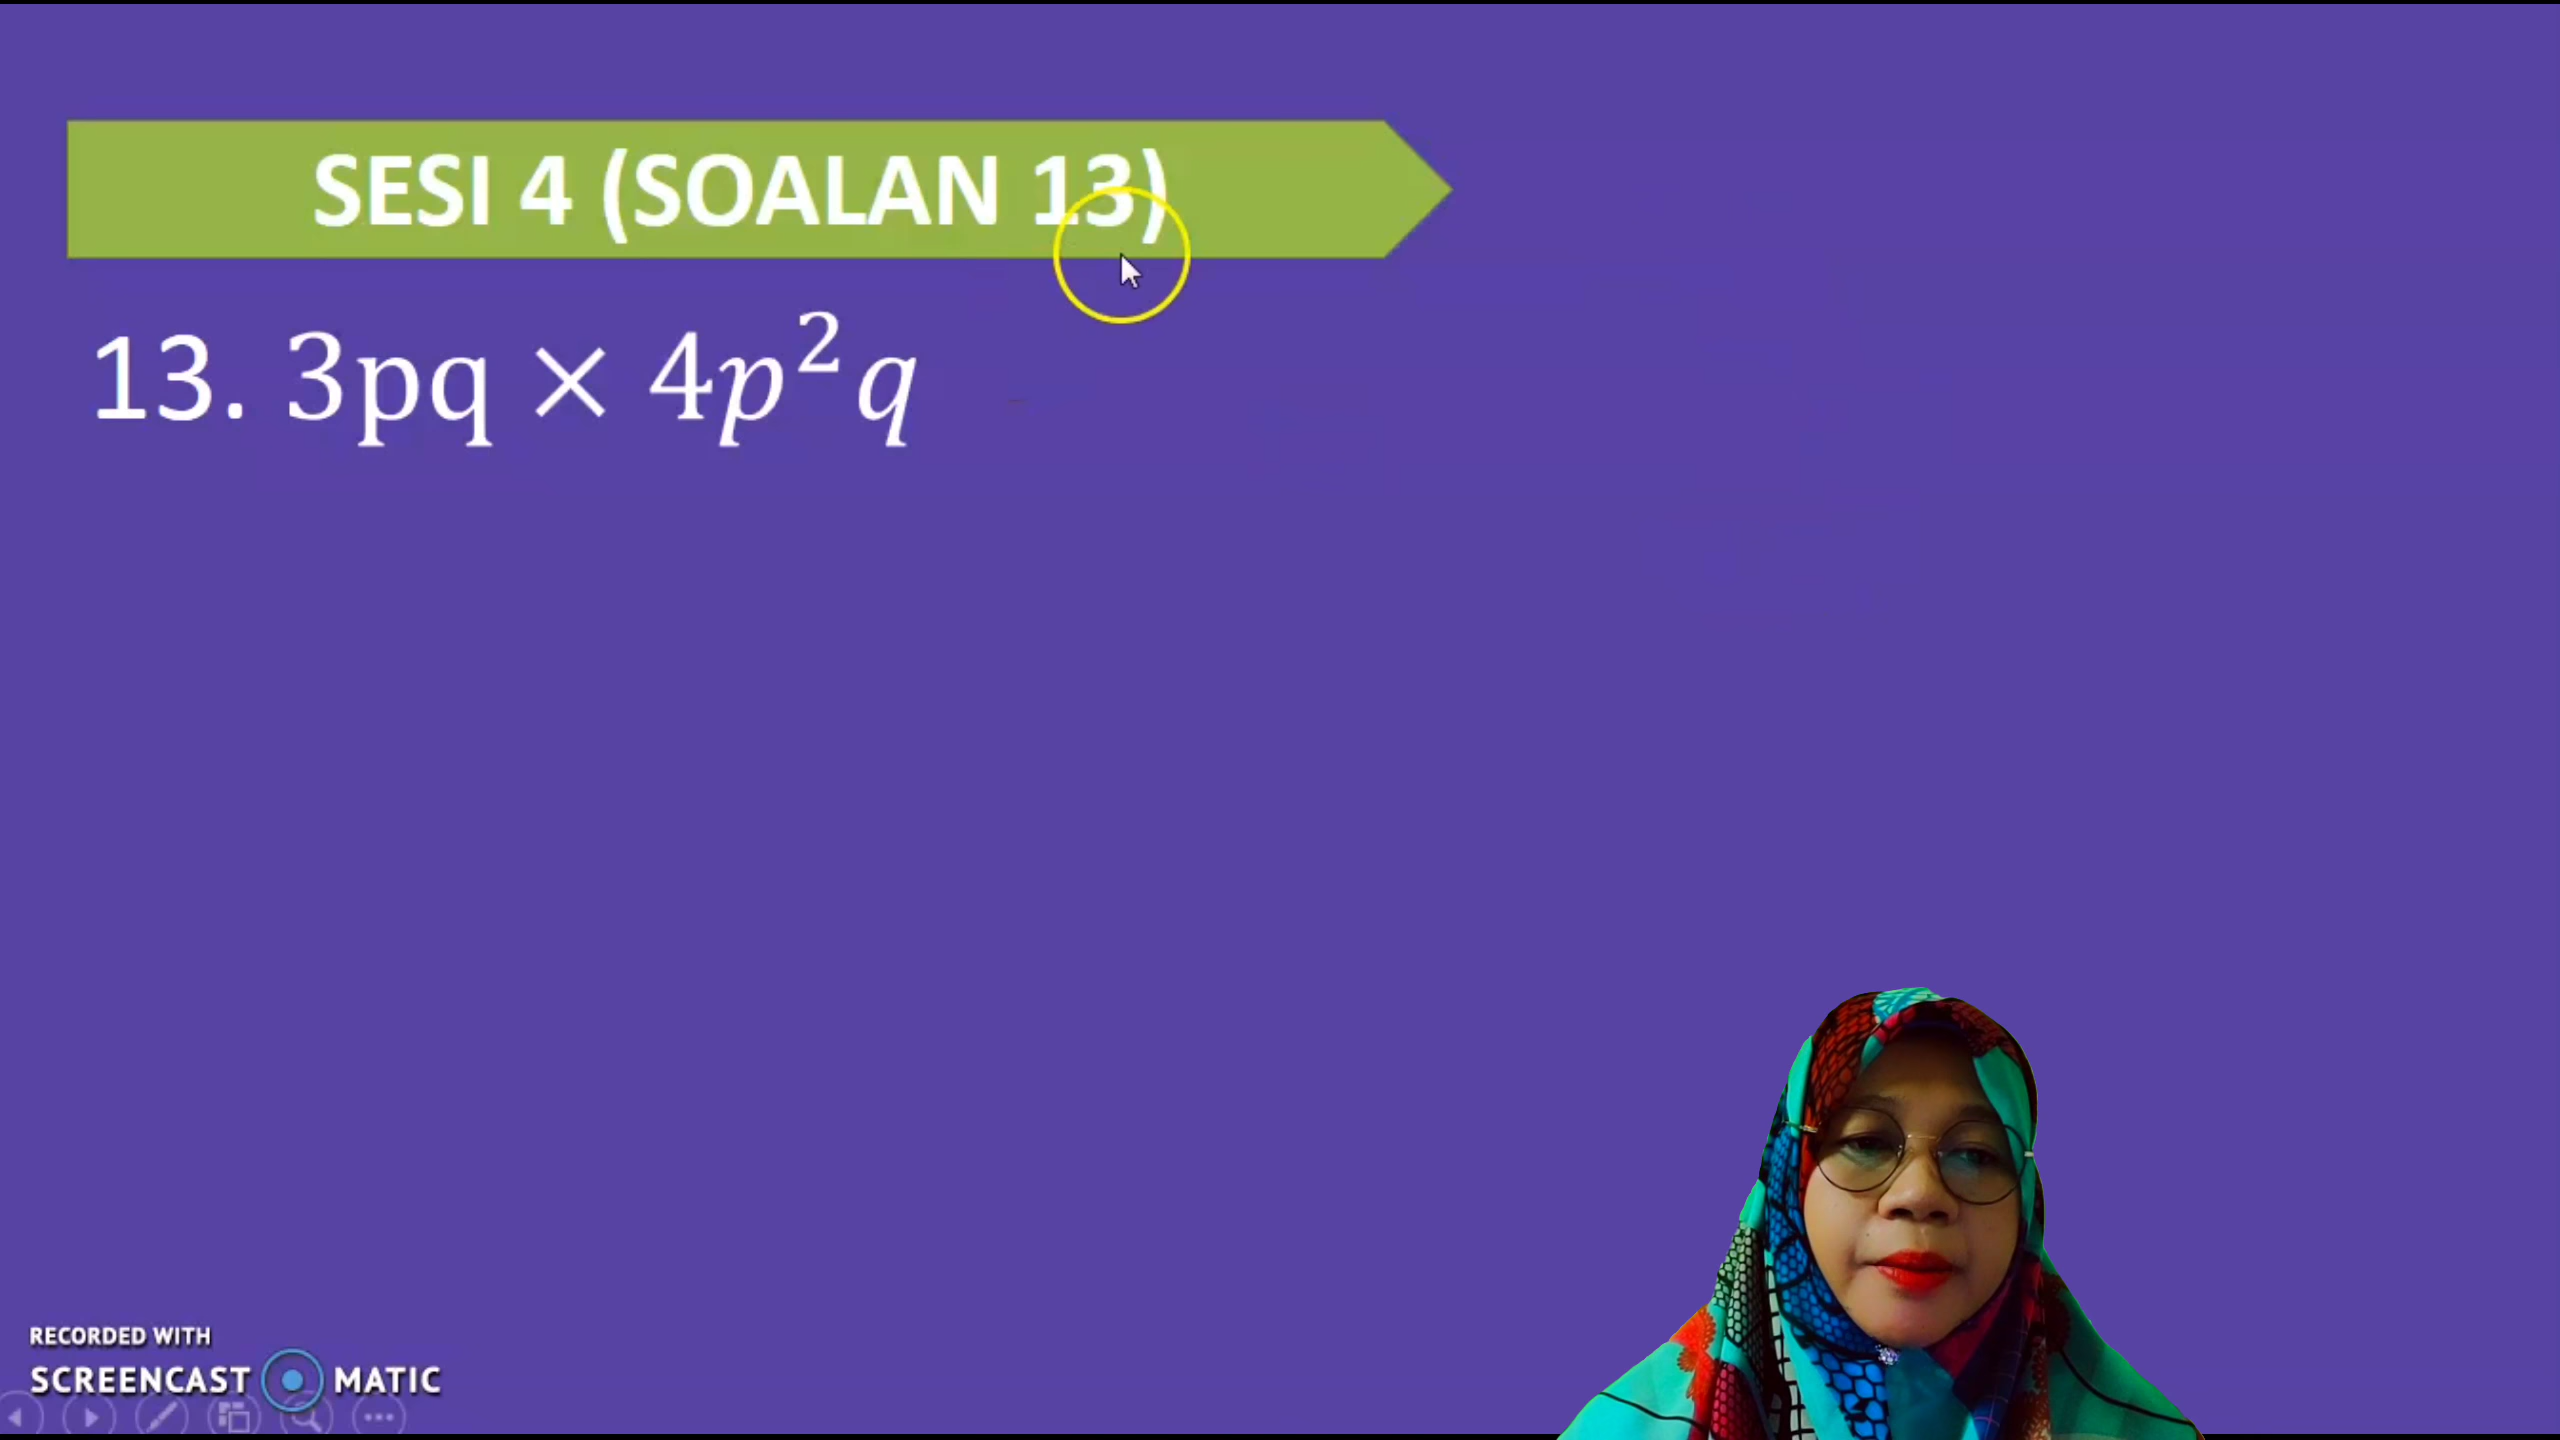 SESI 4 (SOALAN 13)
13. 3pq × 4p²q
RECORDED WITH
SCREENCAST MATIC